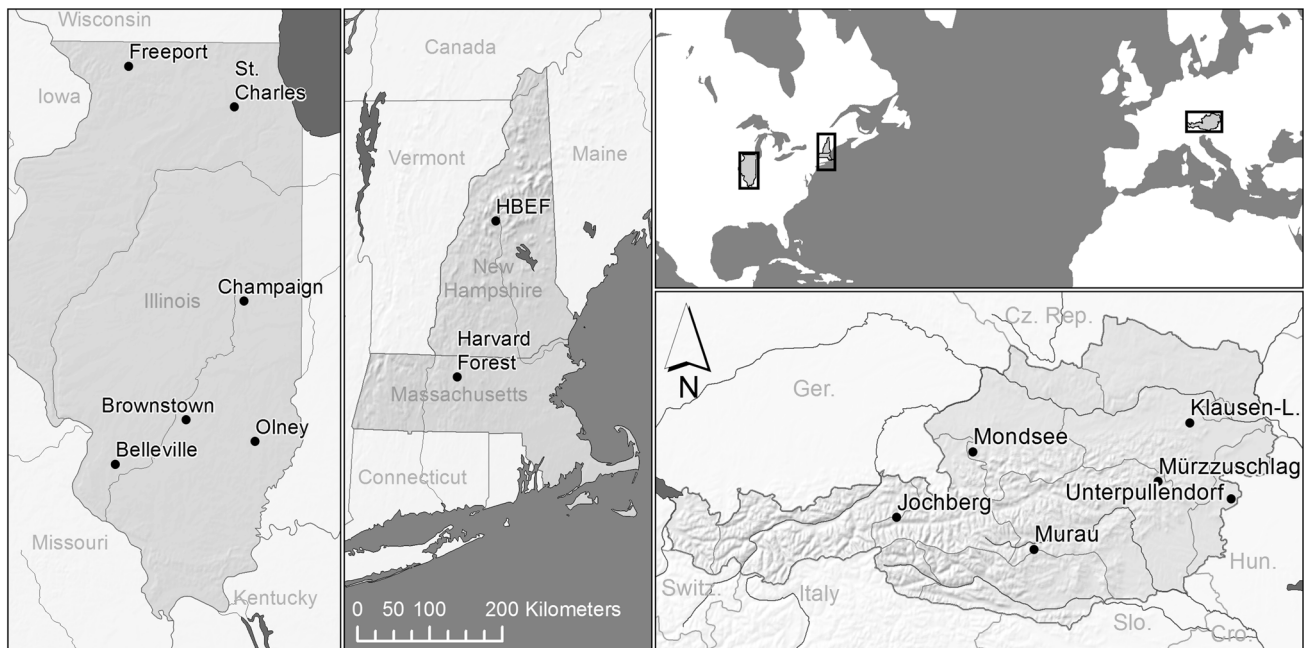 Wisconsin
Freeport
St.
Charles
Iowa
Champaign
Illinois
Brownstown
Olney
Belleville
Missouri
Kentucky
Canada
Vermont
Maine
HBEF
New
Hampshire
Harvard
Forest
Massachusetts
Connecticut
0 50 100 200 Kilometers
N
Cz. Rep.
Ger.
Klausen-L.
Mondsee
Mürzzuschlag
Unterpullendorf
Jochberg
Murau
Hun.
Switz.
Italy
Slo.
Cro.